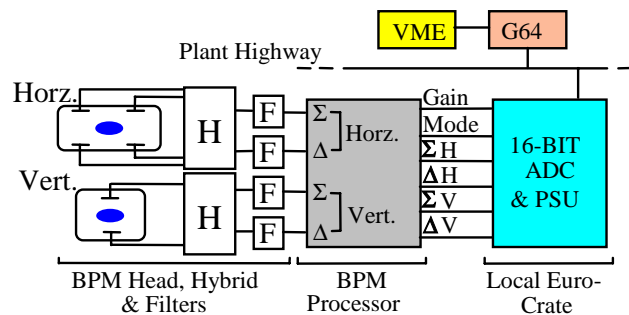 VME
G64
Plant Highway
Horz.
H
F
F
Σ
Δ
Horz.
Gain
Mode
ΣH
ΔH
ΣV
ΔV
16-BIT
ADC
& PSU
Vert.
H
F
F
Σ
Δ
Vert.
BPM Head, Hybrid
& Filters
BPM
Processor
Local Euro-
Crate